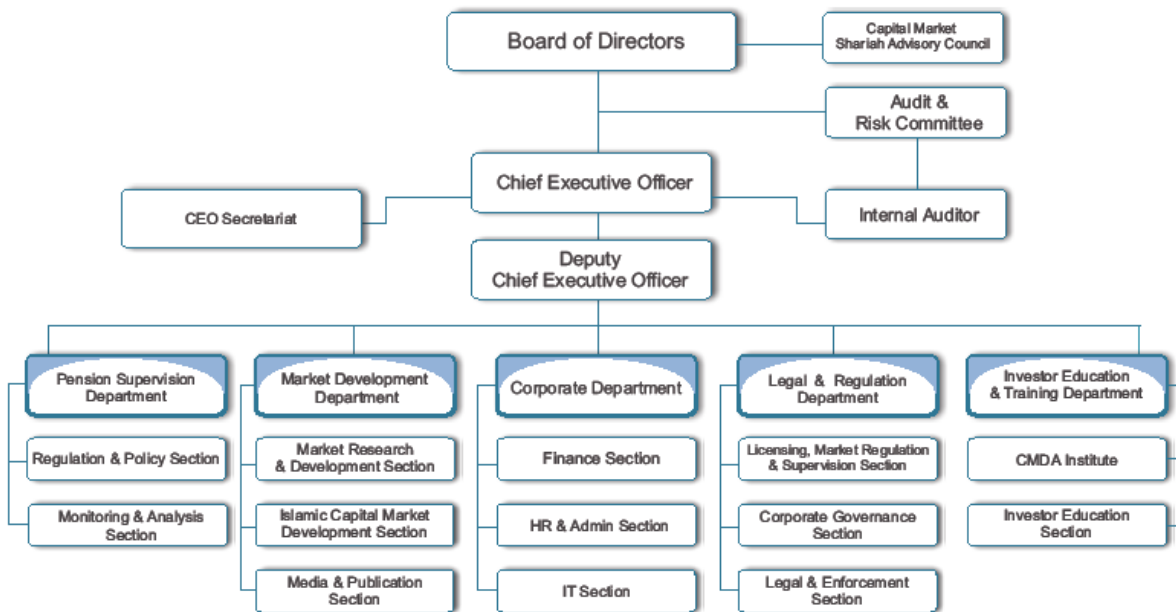 Board of Directors
Capital Market
Shariah Advisory Council
Audit &
Risk Committee
Chief Executive Officer
CEO Secretariat
Internal Auditor
Deputy
Chief Executive Officer
Pension Supervision
Department
Market Development
Department
Corporate Department
Legal & Regulation
Department
Investor Education
& Training Department
Regulation & Policy Section
Market Research
& Development Section
Finance Section
Licensing, Market Regulation
& Supervision Section
CMDA Institute
Monitoring & Analysis
Section
Islamic Capital Market
Development Section
HR & Admin Section
Corporate Governance
Section
Investor Education
Section
Media & Publication
Section
IT Section
Legal & Enforcement
Section